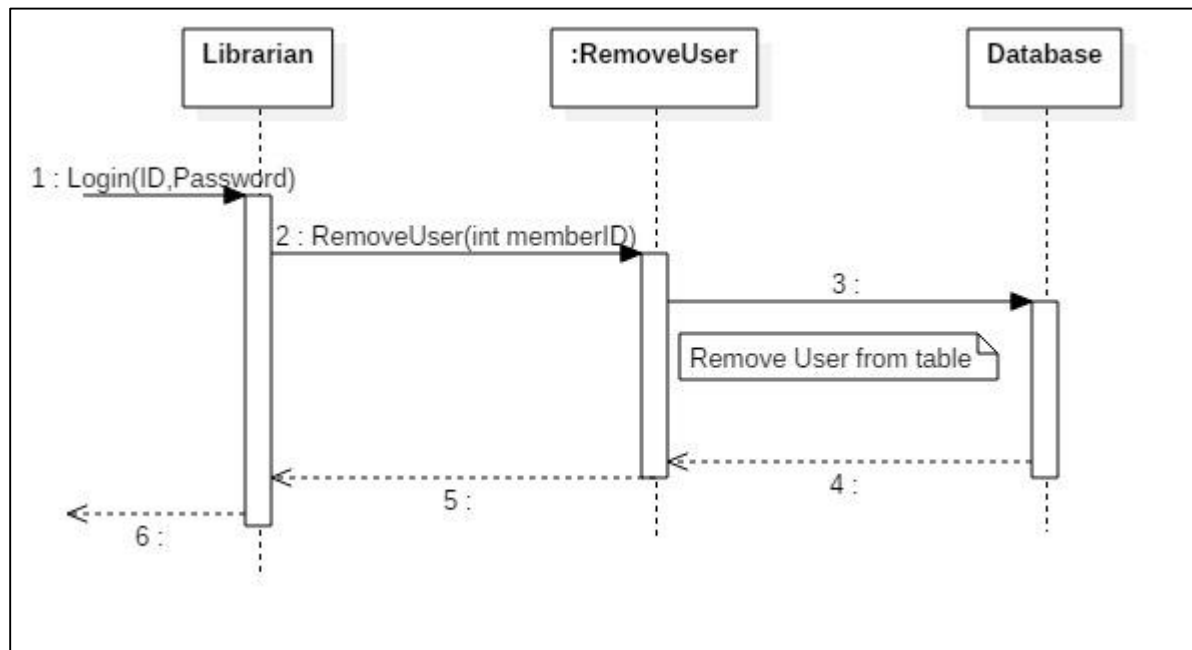 Librarian
:RemoveUser
Database
1 : Login(ID,Password)
2 : RemoveUser(int memberID)
3 :
Remove User from table
4 :
5 :
6 :